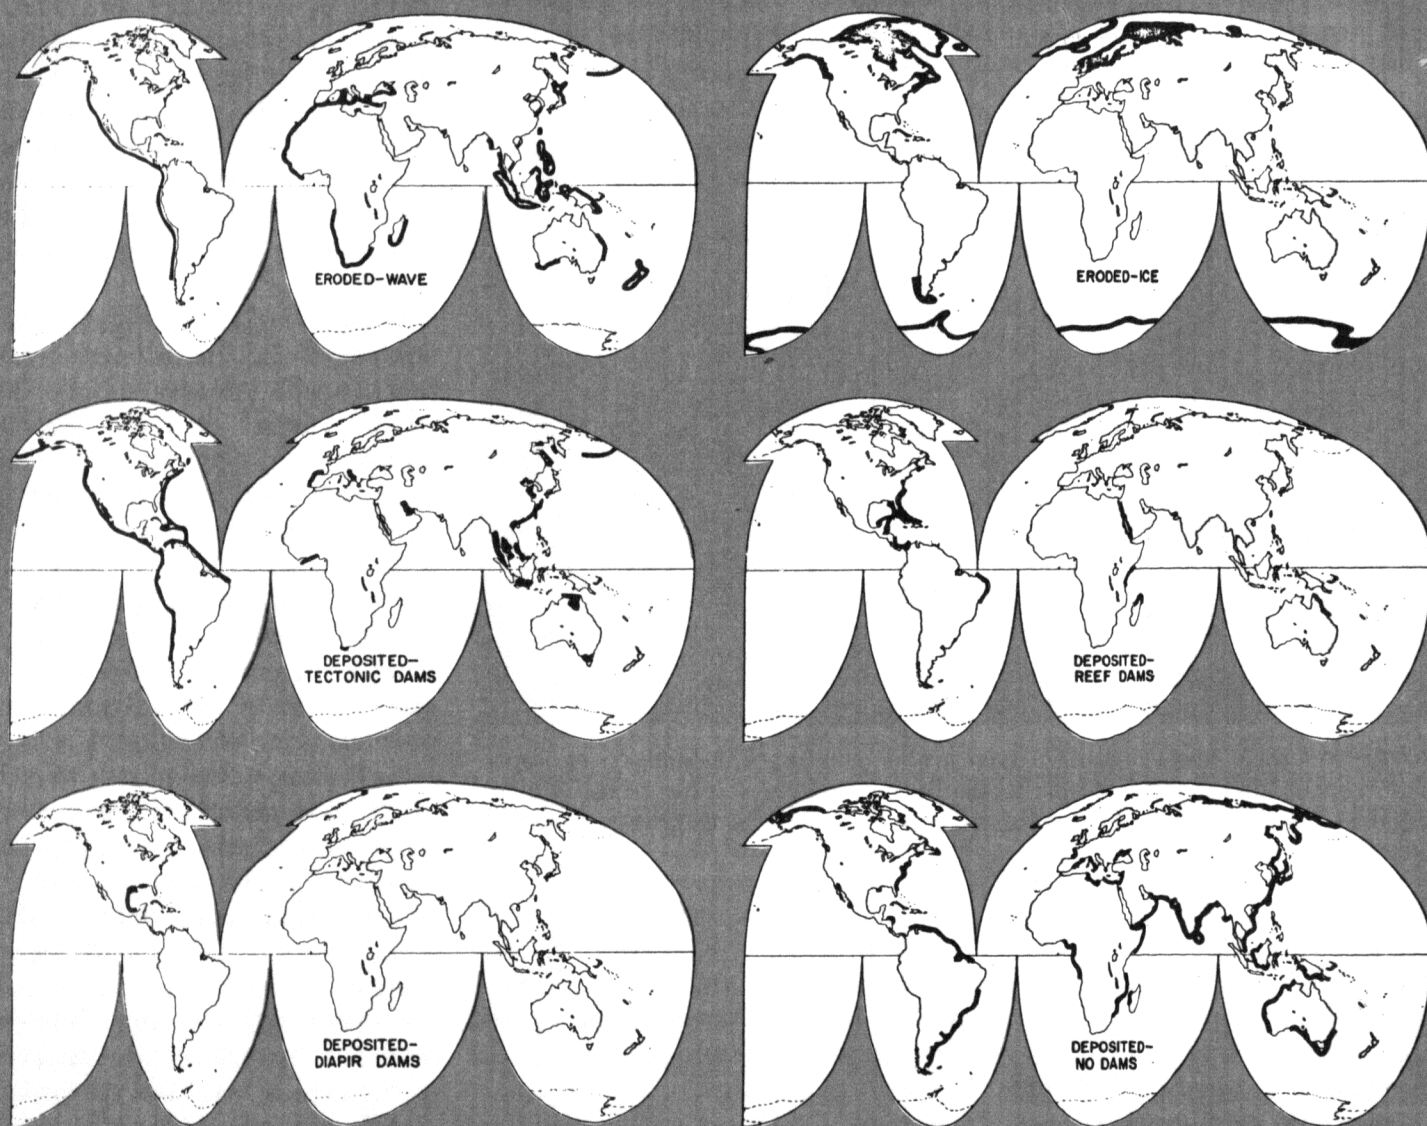 ERODED-WAVE
ERODED-ICE
DEPOSITED-
TECTONIC DAMS
DEPOSITED-
REEF DAMS
DEPOSITED-
DIAPIR DAMS
DEPOSITED-
NO DAMS